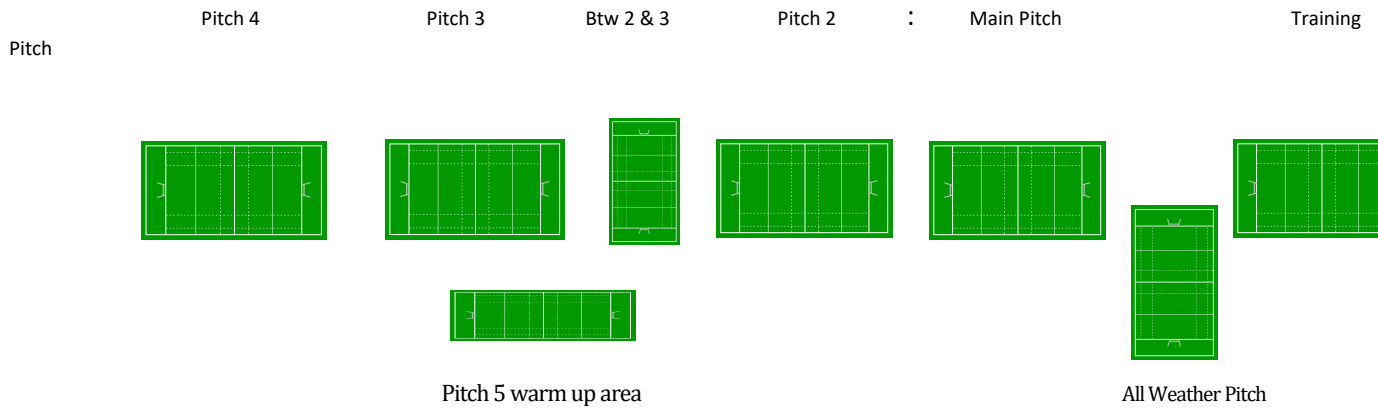 Pitch 4 Pitch 3 Btw 2 & 3 Pitch 2 : Main Pitch Training
Pitch
Pitch 5 warm up area All Weather Pitch